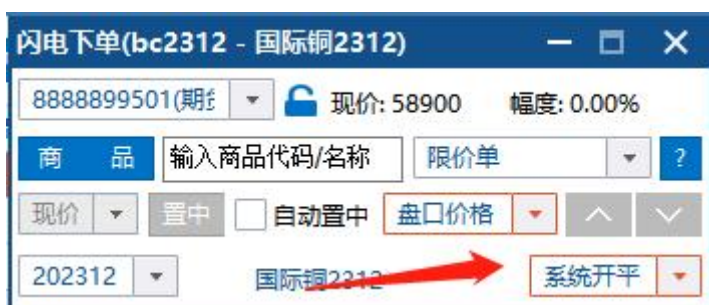 闪电下单(bc2312 - 国际铜2312)
8888899501(期 现价: 58900 幅度: 0.00%
商 品 输入商品代码/名称 限价单 ?
现价 置中 自动置中 盘口价格
202312 国际铜2312 系统开平